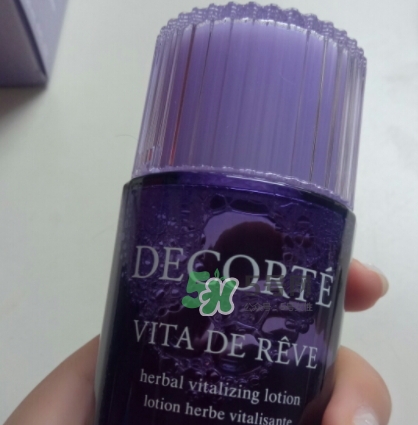 DECORTÉ
VITA DE RÊVE
herbal vitalizing lotion
lotion herbe vitalisante